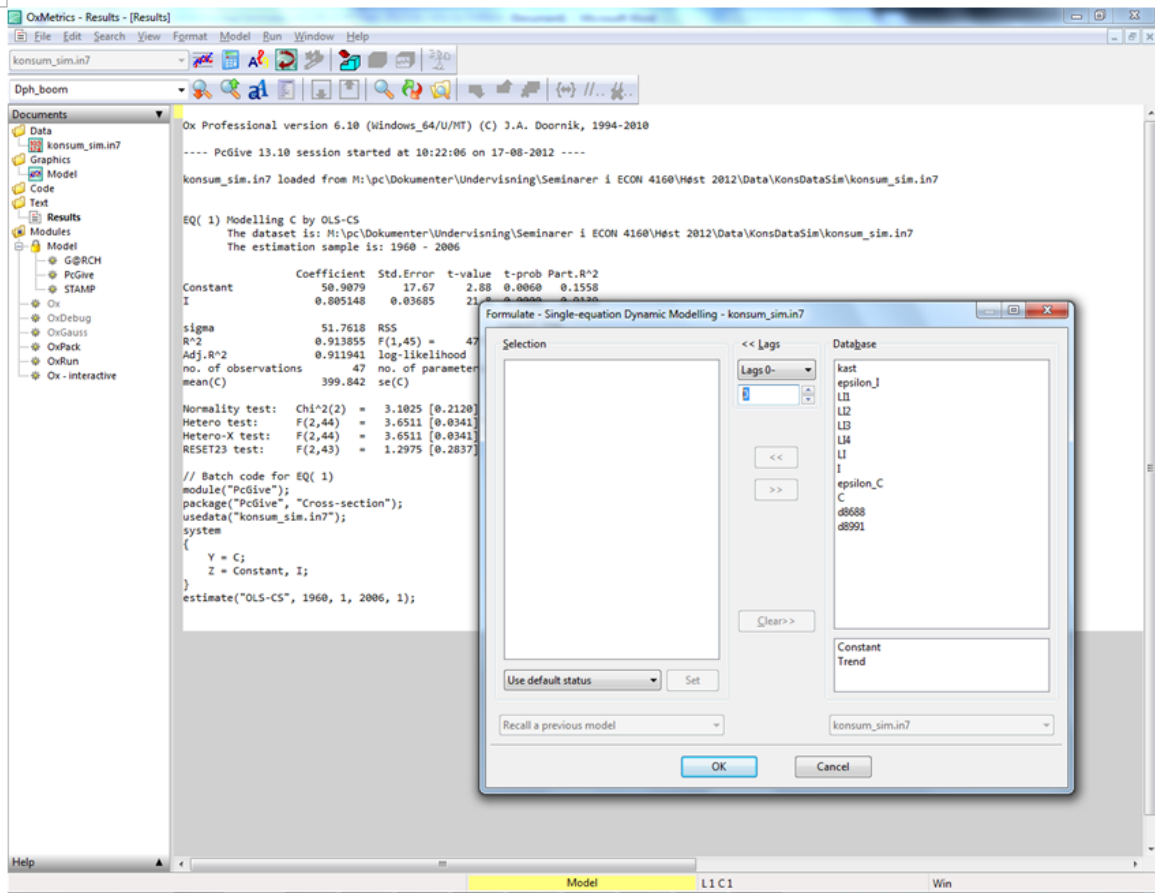 OxMetrics - Results - [Results]
File Edit Search View Format Model Run Window Help
konsum_sim.in7
Dph_boom
Documents
Data
konsum_sim.in7
Graphics
Model
Code
Text
Results
Modules
Model
G@RCH
PcGive
STAMP
Ox
OxDebug
OxGauss
OxPack
OxRun
Ox - interactive
Help
Ox Professional version 6.10 (Windows_64/U/MT) (C) J.A. Doornik, 1994-2010
---- PcGive 13.10 session started at 10:22:06 on 17-08-2012 ----
konsum_sim.in7 loaded from M:\pc\Dokumenter\Undervisning\Seminarer i ECON 4160\Høst 2012\Data\KonsDataSim\konsum_sim.in7
EQ( 1) Modelling C by OLS-CS
The dataset is: M:\pc\Dokumenter\Undervisning\Seminarer i ECON 4160\Høst 2012\Data\KonsDataSim\konsum_sim.in7
The estimation sample is: 1960 - 2006
Coefficient Std.Error t-value t-prob Part.R^2
Constant 50.9079 17.67 2.88 0.0060 0.1558
I 0.805148 0.03685
sigma 51.7618 RSS
R^2 0.913855 F(1,45) = 47
Adj.R^2 0.911941 log-likelihood
no. of observations 47 no. of parameter
mean(C) 399.842 se(C)
Normality test: Chi^2(2) = 3.1025 [0.2120]
Hetero test: F(2,44) = 3.6511 [0.0341]
Hetero-X test: F(2,44) = 3.6511 [0.0341]
RESET23 test: F(2,43) = 1.2975 [0.2837]
// Batch code for EQ( 1)
module("PcGive");
package("PcGive", "Cross-section");
usedata("konsum_sim.in7");
system
{
Y = C;
Z = Constant, I;
}
estimate("OLS-CS", 1960, 1, 2006, 1);
Formulate - Single-equation Dynamic Modelling - konsum_sim.in7
Selection
<< Lags
Database
Lags 0-
0
<<
>>
Clear>>
kast
epsilon_I
LI1
LI2
LI3
LI4
LI
I
epsilon_C
C
d8688
d8991
Constant
Trend
Use default status
Set
Recall a previous model
konsum_sim.in7
OK
Cancel
Model
L1 C1
Win